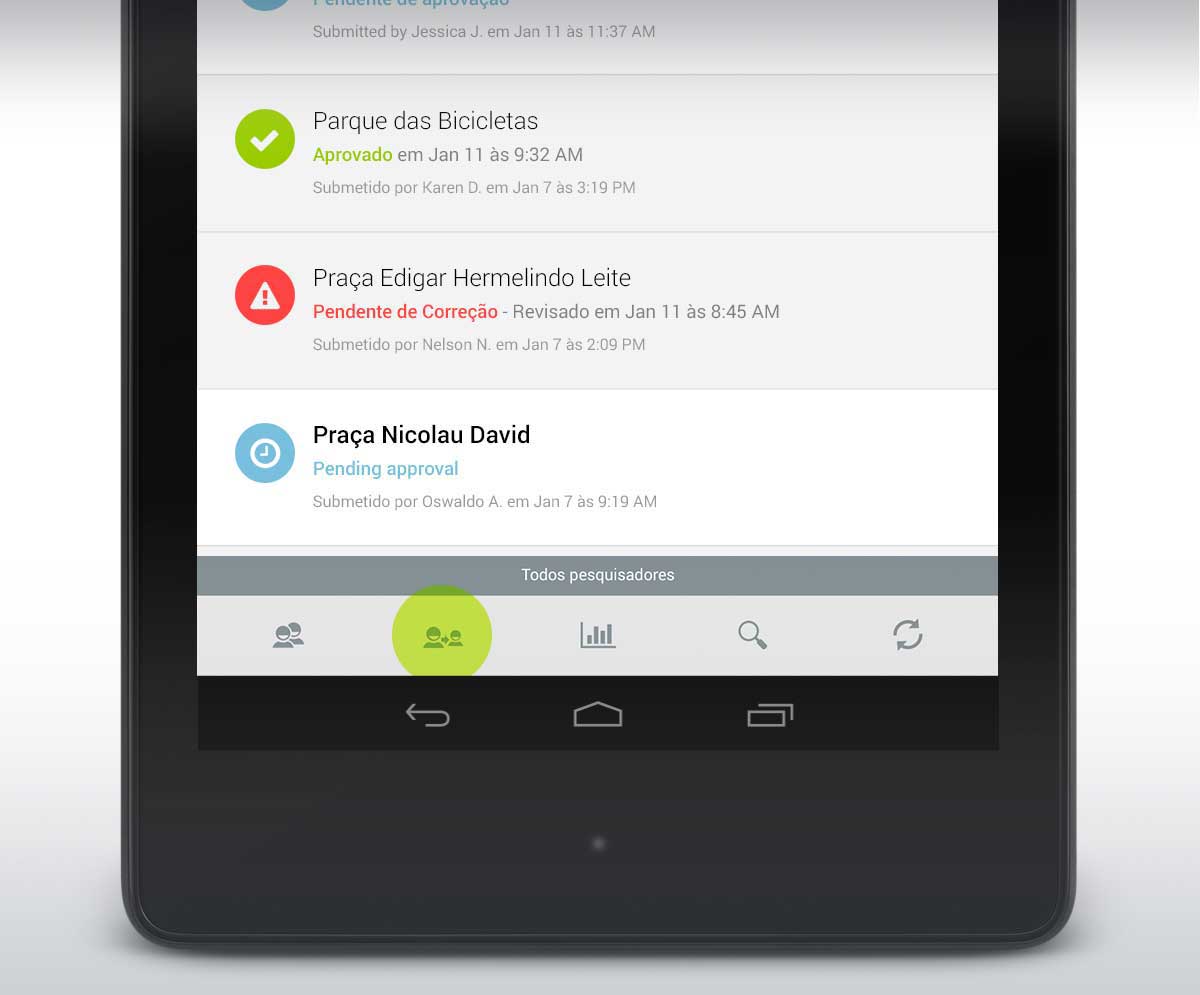 Pendente de aprovação
Submitted by Jessica J. em Jan 11 às 11:37 AM
Parque das Bicicletas
Aprovado em Jan 11 às 9:32 AM
Submetido por Karen D. em Jan 7 às 3:19 PM
Praça Edigar Hermelindo Leite
Pendente de Correção - Revisado em Jan 11 às 8:45 AM
Submetido por Nelson N. em Jan 7 às 2:09 PM
Praça Nicolau David
Pending approval
Submetido por Oswaldo A. em Jan 7 às 9:19 AM
Todos pesquisadores